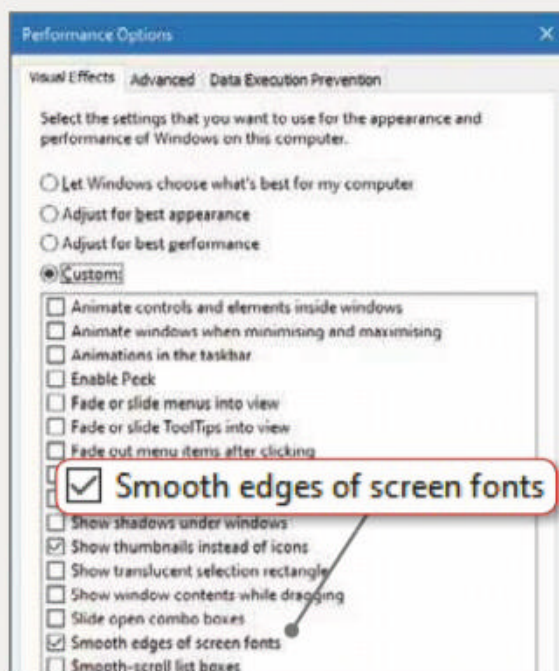 Performance Options
Visual Effects Advanced Data Execution Prevention
Select the settings that you want to use for the appearance and
performance of Windows on this computer.
Let Windows choose what's best for my computer
Adjust for best appearance
Adjust for best performance
Custom:
Animate controls and elements inside windows
Animate windows when minimising and maximising
Animations in the taskbar
Enable Peek
Fade or slide menus into view
Fade or slide ToolTips into view
Fade out menu items after clicking
Smooth edges of screen fonts
Show shadows under windows
Show thumbnails instead of icons
Show translucent selection rectangle
Show window contents while dragging
Slide open combo boxes
Smooth edges of screen fonts
Smooth-scroll list boxes